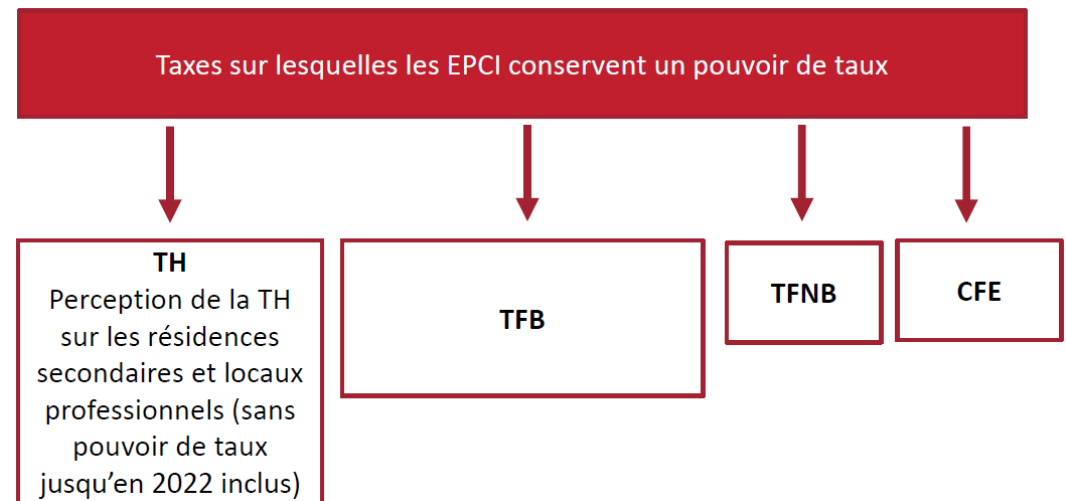 Taxes sur lesquelles les EPCI conservent un pouvoir de taux
TH
Perception de la TH
sur les résidences
secondaires et locaux
professionnels (sans
pouvoir de taux
jusqu'en 2022 inclus)
TFB
TFNB
CFE